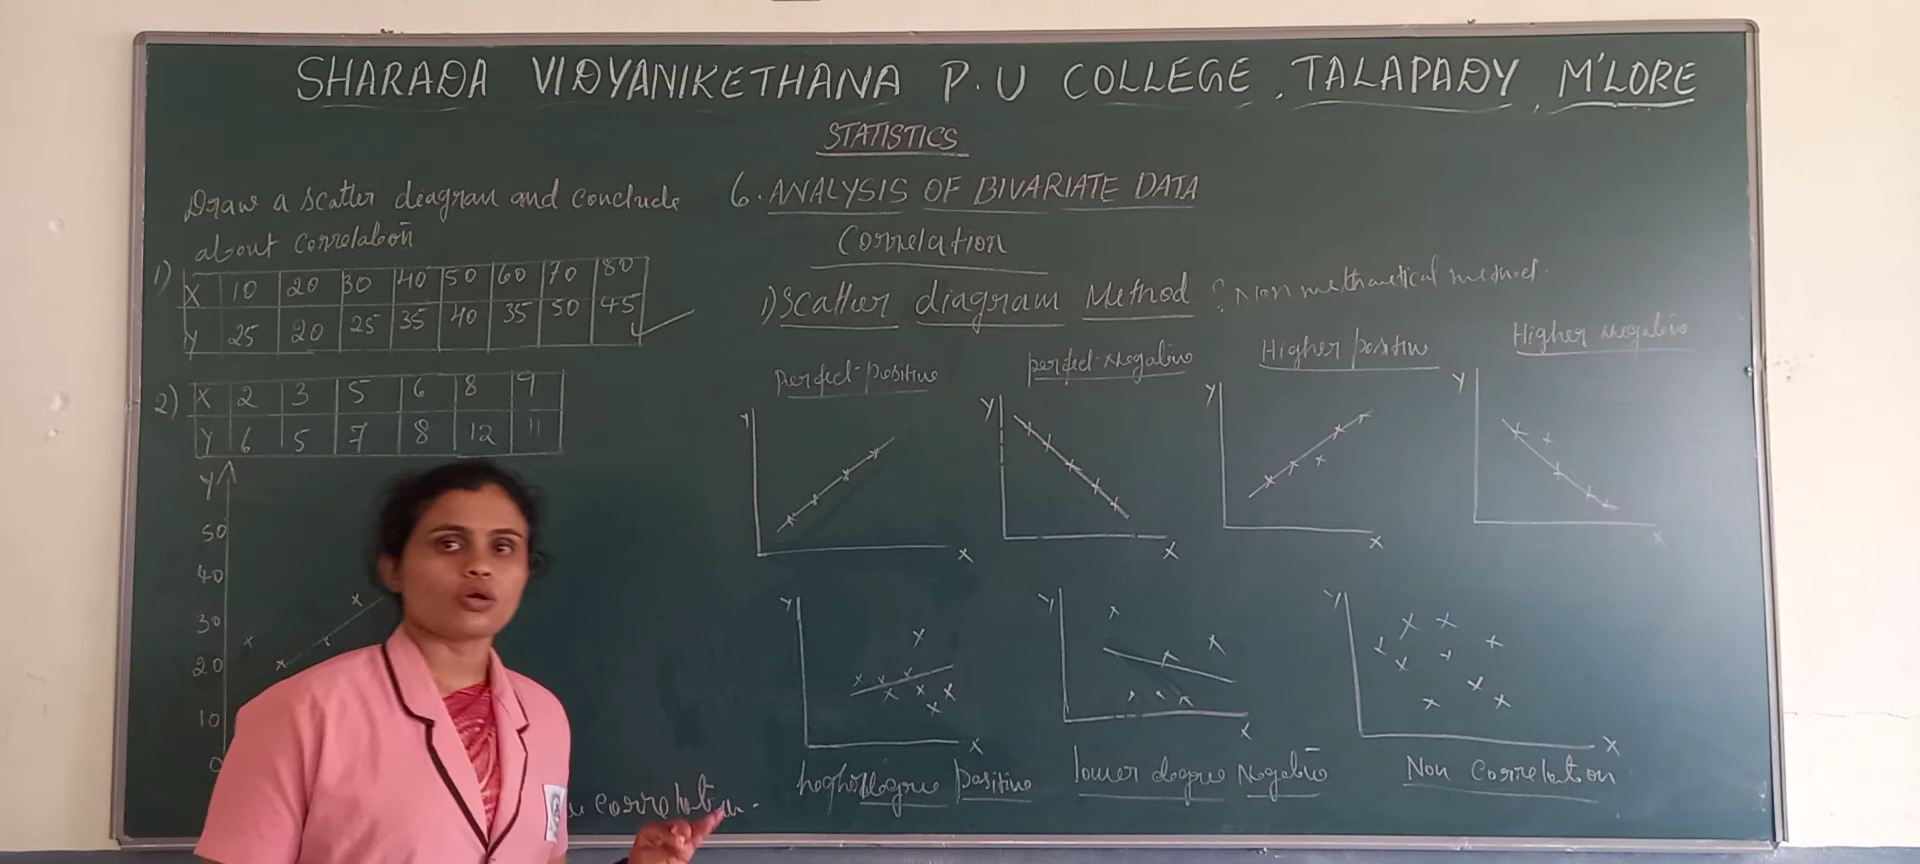 SHARADA VIDYANIKETHANA P.U COLLEGE, TALAPADY, M'LORE
STATISTICS
Draw a scatter deagram and conclude
about correlation
1)
X 10 20 30 40 50 60 70 80
Y 25 20 25 35 40 35 50 45
2)
X 2 3 5 6 8 9
Y 6 5 7 8 12 11
Y
50
40
30
20
10
0
correlation.
6. ANALYSIS OF BIVARIATE DATA
Correlation
1) Scatter diagram Method : Non
Perfect-positive
Y
X
perfect-negative
Y
X
Higher positive
Y
X
Higher negative
Y
X
Y
X
positive
Y
X
lower degree Negative
Y
X
Non Correlation